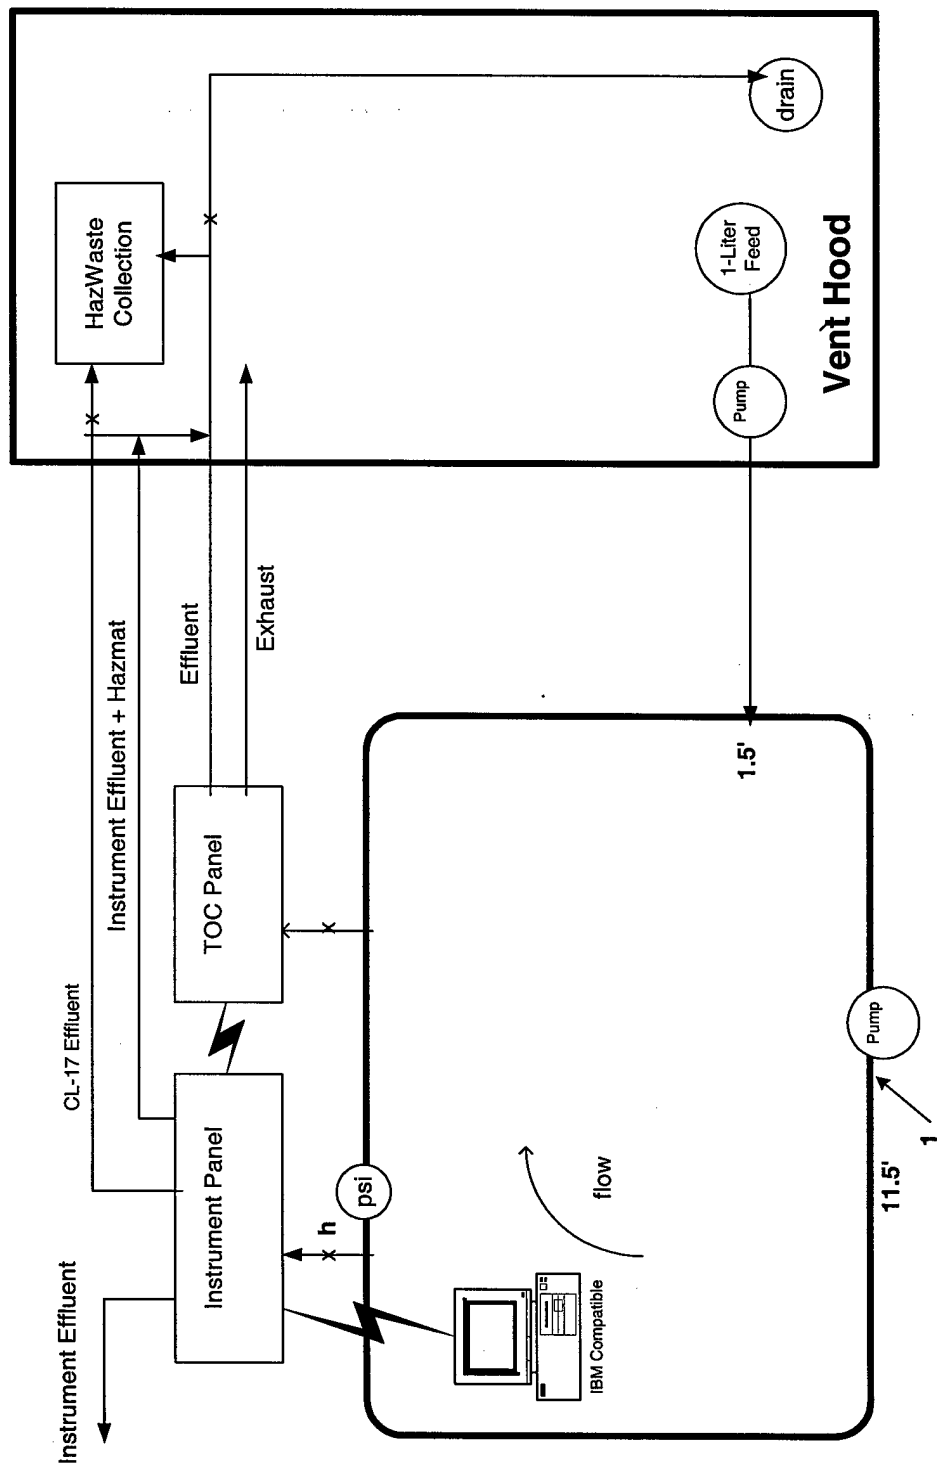 Instrument Effluent
CL-17 Effluent
Instrument Effluent + Hazmat
Effluent
Exhaust
HazWaste
Collection
Instrument Panel
TOC Panel
h
psi
flow
IBM Compatible
1.5'
11.5'
Pump
1
Pump
1-Liter
Feed
drain
Vent Hood
x
x
x
x